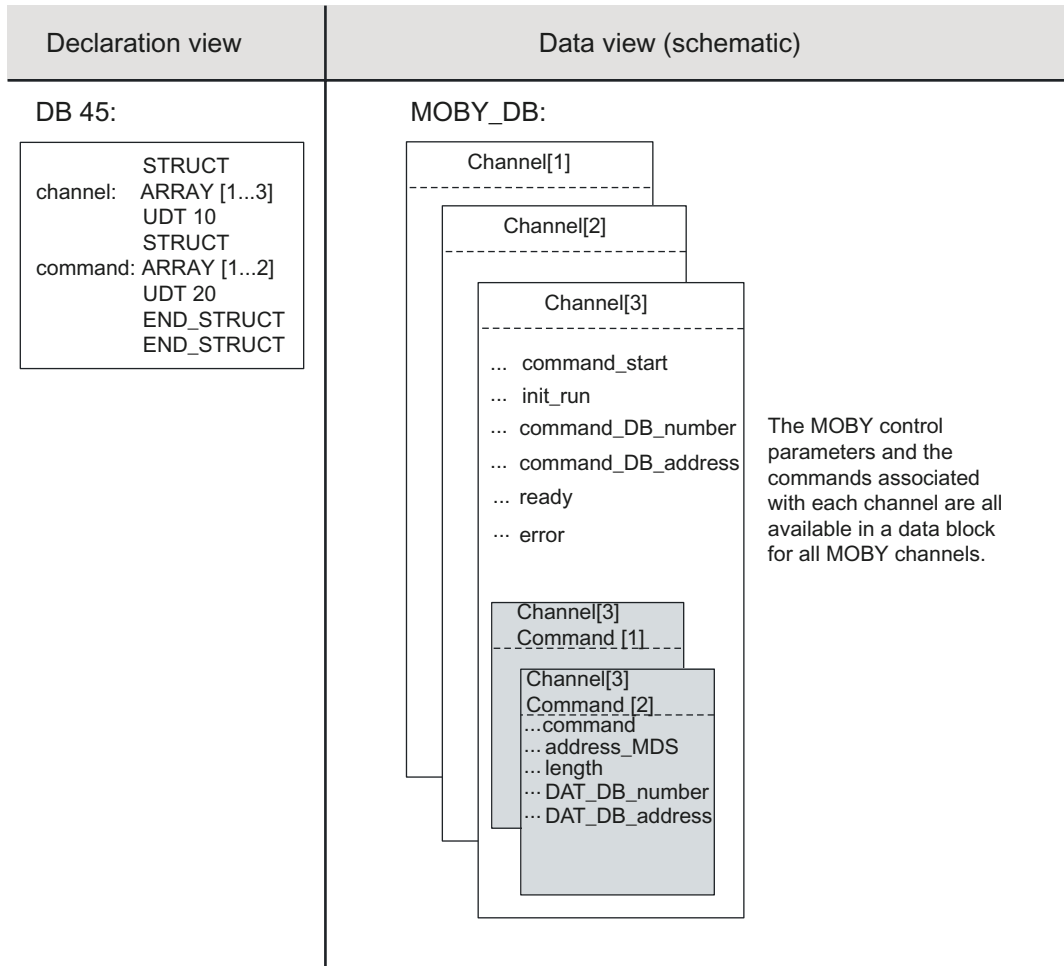 Declaration view
Data view (schematic)
DB 45:
STRUCT
channel: ARRAY [1...3]
UDT 10
STRUCT
command: ARRAY [1...2]
UDT 20
END_STRUCT
END_STRUCT
MOBY_DB:
Channel[1]
Channel[2]
Channel[3]
... command_start
... init_run
... command_DB_number
... command_DB_address
... ready
... error
Channel[3]
Command [1]
Channel[3]
Command [2]
...command
... address_MDS
... length
... DAT_DB_number
... DAT_DB_address
The MOBY control
parameters and the
commands associated
with each channel are all
available in a data block
for all MOBY channels.